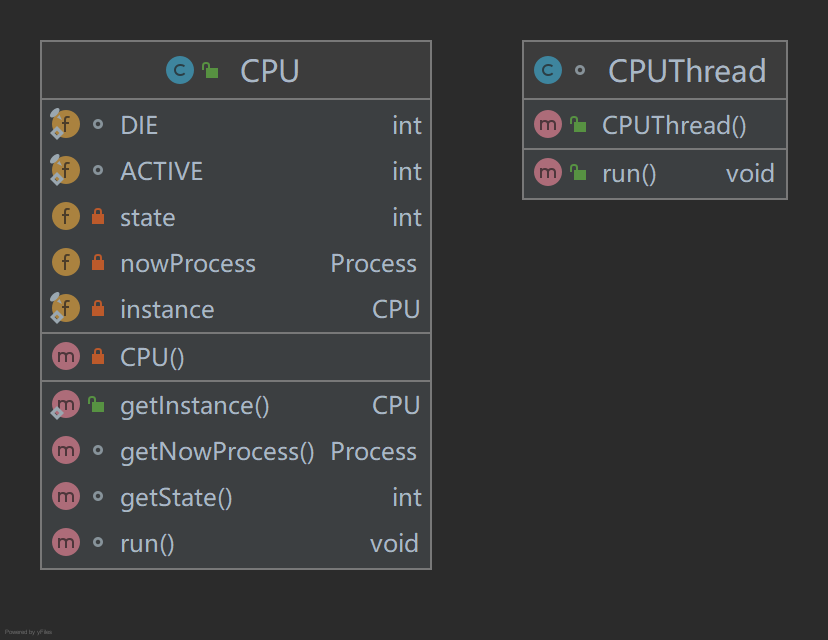 CPU
DIE int
ACTIVE int
state int
nowProcess Process
instance CPU
CPU()
getInstance() CPU
getNowProcess() Process
getState() int
run() void
CPUThread
CPUThread()
run() void
Powered by yFiles